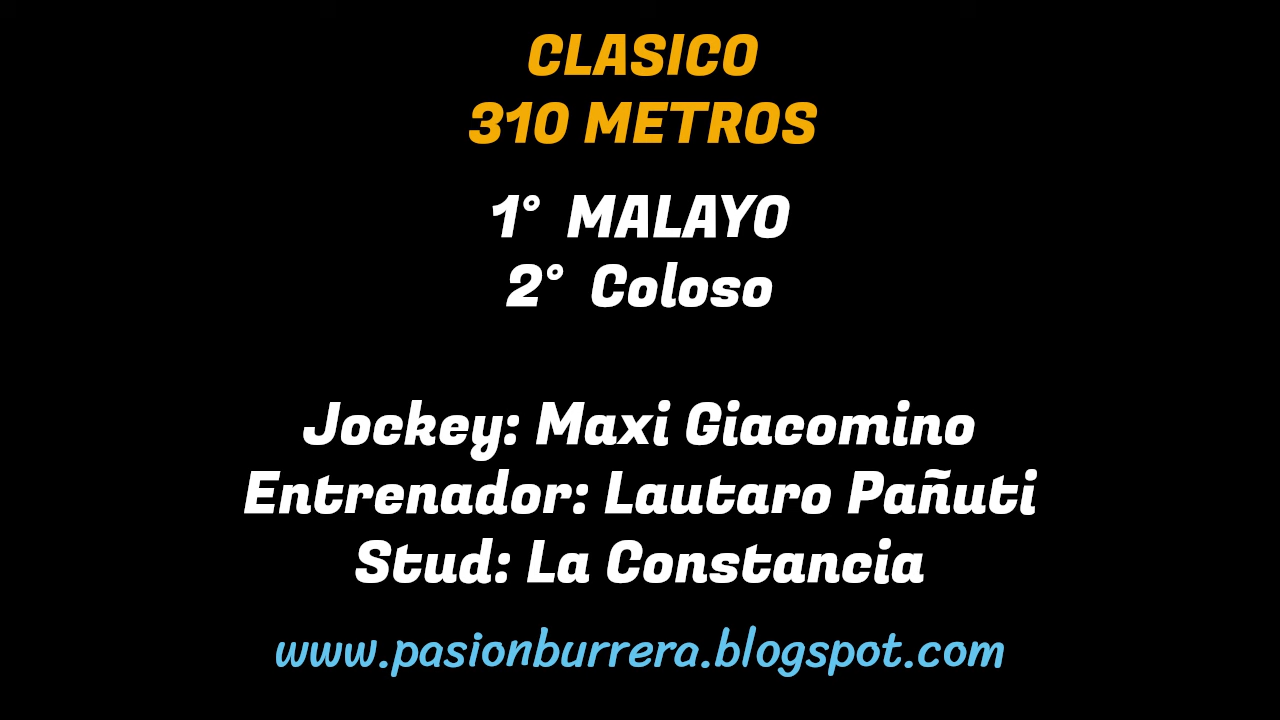 CLASICO
310 METROS
1° MALAYO
2° Coloso
Jockey: Maxi Giacomino
Entrenador: Lautaro Pañuti
Stud: La Constancia
www.pasionburrera.blogspot.com